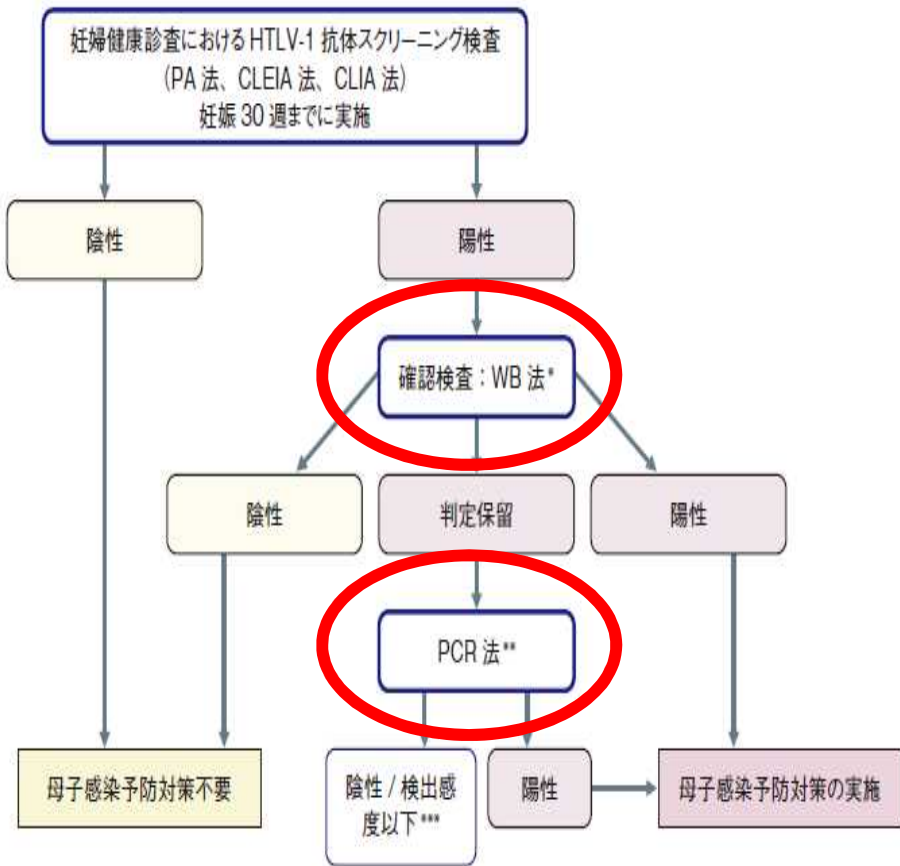 妊婦健康診査における HTLV-1 抗体スクリーニング検査
(PA 法、CLEIA 法、CLIA 法)
妊娠 30 週までに実施
陰性
陽性
確認検査：WB 法*
陰性
判定保留
陽性
PCR 法**
母子感染予防対策不要
陰性 / 検出感
度以下***
陽性
母子感染予防対策の実施